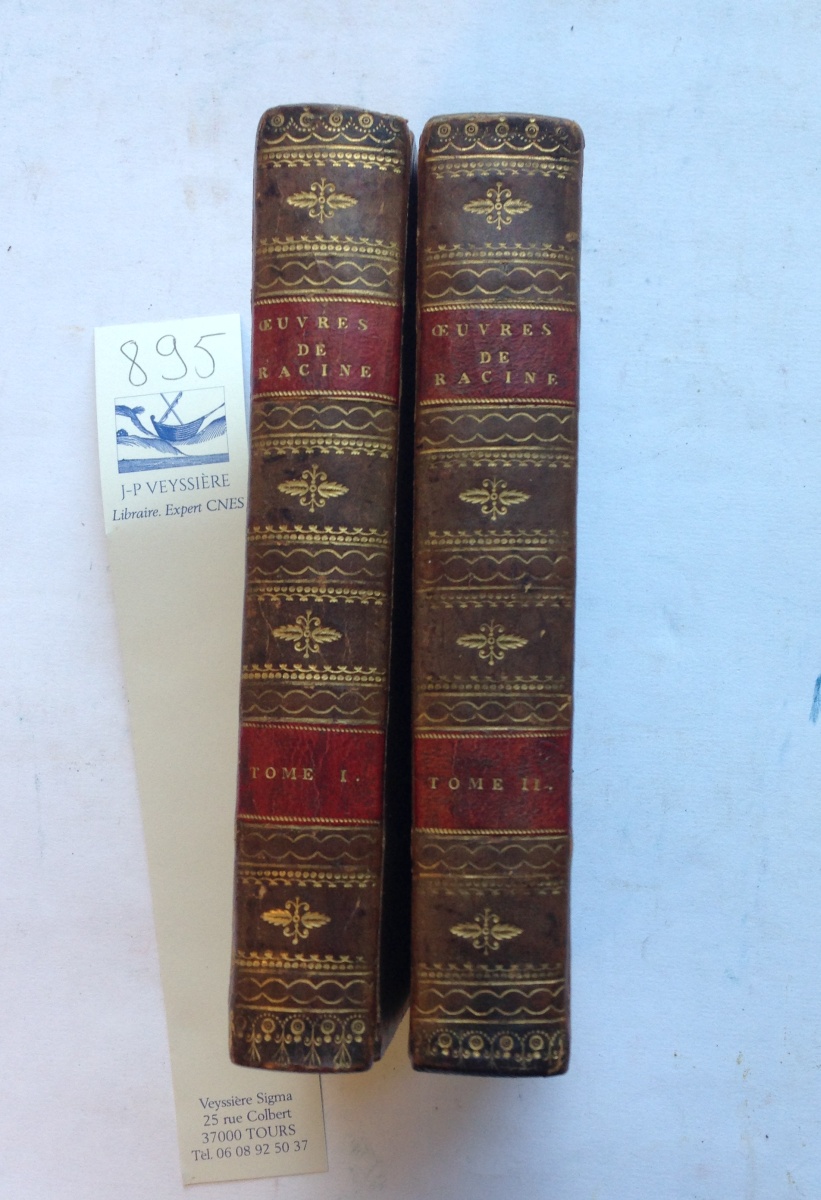 895
J-P VEYSSIÈRE
Libraire. Expert CNES
ŒUVRES
DE
RACINE
TOME I.
ŒUVRES
DE
RACINE
TOME II.
Veyssière Sigma
25 rue Colbert
37000 TOURS
Tél. 06 08 92 50 37